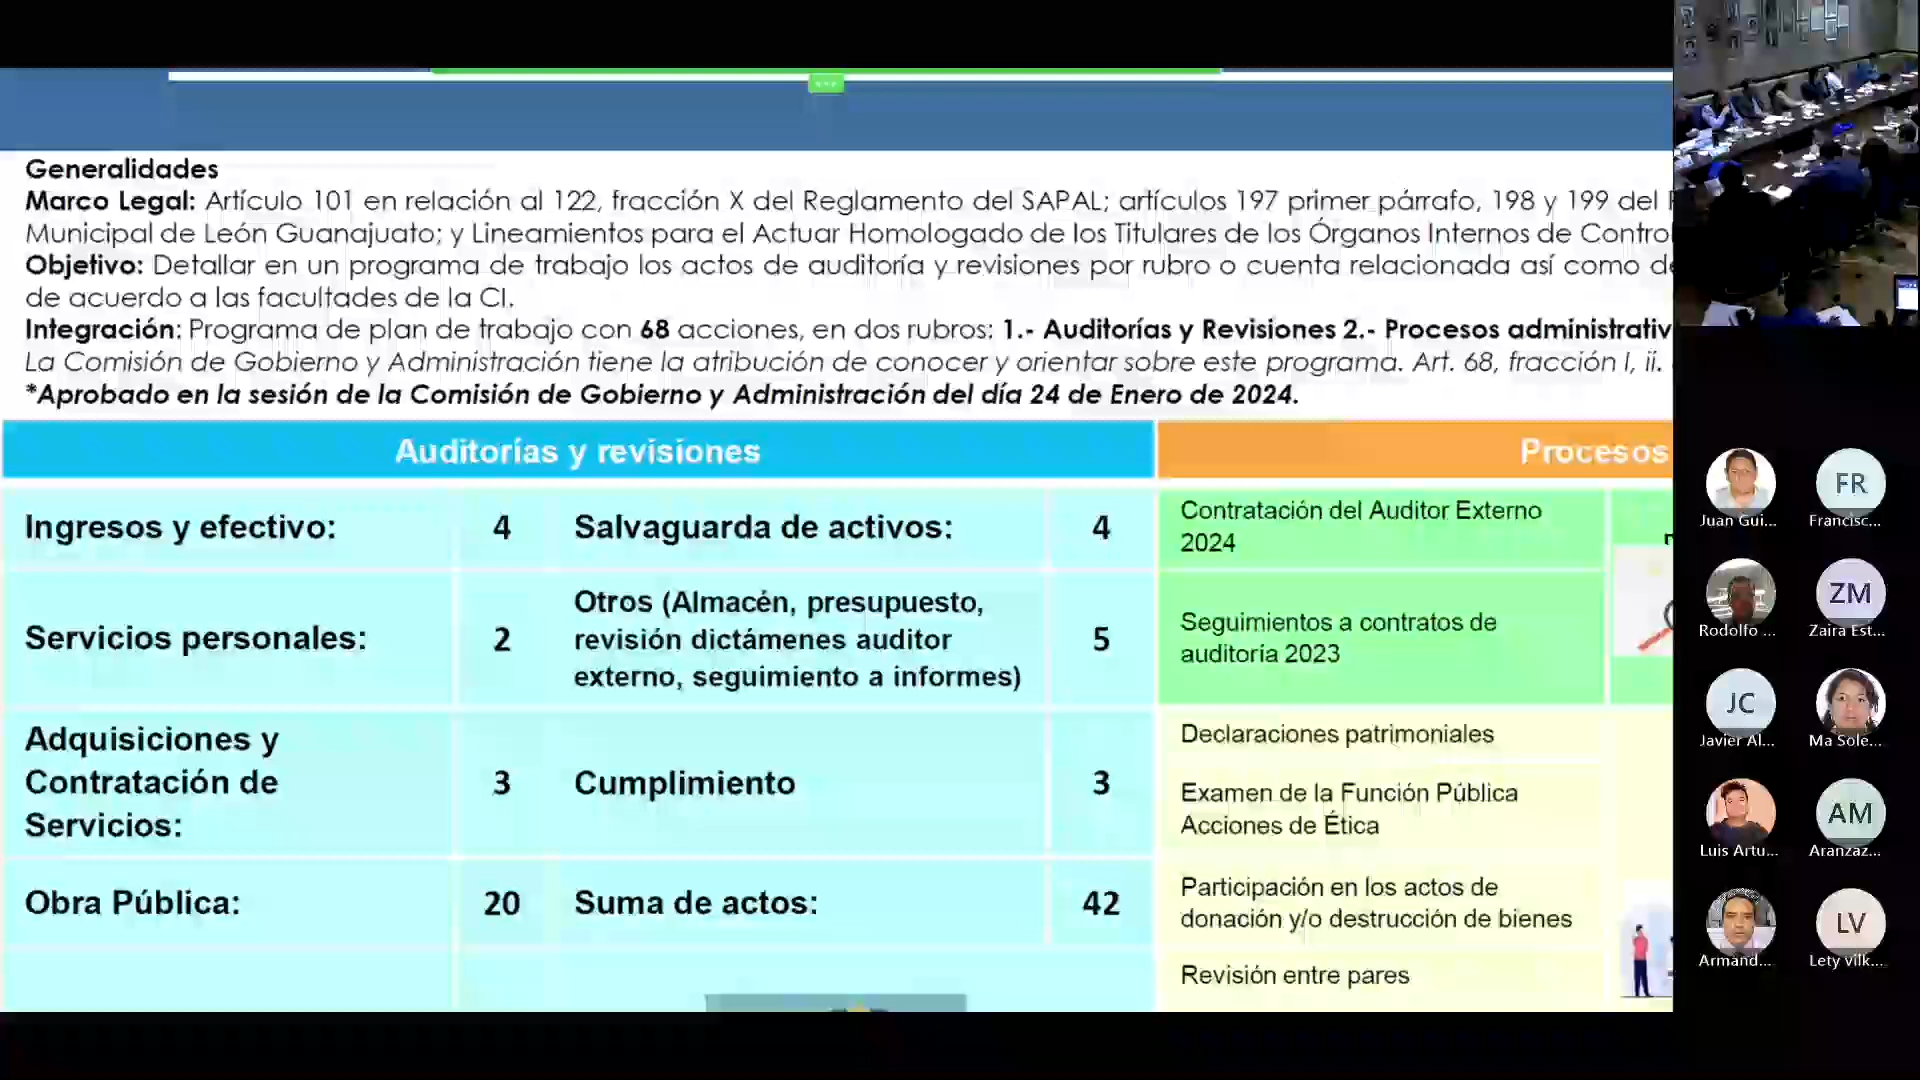 Generalidades
Marco Legal: Artículo 101 en relación al 122, fracción X del Reglamento del SAPAL; artículos 197 primer párrafo, 198 y 199 del
Municipal de León Guanajuato; y Lineamientos para el Actuar Homologado de los Titulares de los Órganos Internos de
Objetivo: Detallar en un programa de trabajo los actos de auditoría y revisiones por rubro o cuenta relacionada así como
de acuerdo a las facultades de la CI.
Integración: Programa de plan de trabajo con 68 acciones, en dos rubros: 1.- Auditorías y Revisiones 2.- Procesos
La Comisión de Gobierno y Administración tiene la atribución de conocer y orientar sobre este programa. Art. 68, fracción I, ii.
*Aprobado en la sesión de la Comisión de Gobierno y Administración del día 24 de Enero de 2024.
Auditorías y revisiones
Procesos
Ingresos y efectivo:
4
Salvaguarda de activos:
4
Servicios personales:
2
Otros (Almacén, presupuesto,
revisión dictámenes auditor
externo, seguimiento a informes)
5
Adquisiciones y
Contratación de
Servicios:
3
Cumplimiento
3
Obra Pública:
20
Suma de actos:
42
Contratación del Auditor Externo
2024
Seguimientos a contratos de
auditoría 2023
Declaraciones patrimoniales
Examen de la Función Pública
Acciones de Ética
Participación en los actos de
donación y/o destrucción de bienes
Revisión entre pares
Juan Gui...
FR
Francisc...
Rodolfo ...
ZM
Zaira Est...
JC
Javier Al...
Ma Sole...
Luis Artu...
AM
Aranzaz...
Armand...
LV
Lety vilk...